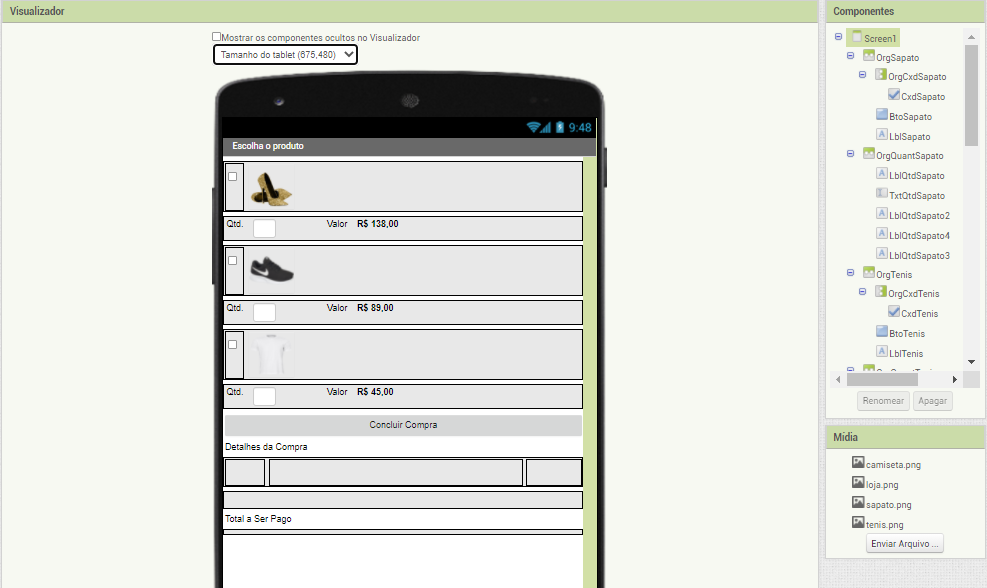 Visualizador
Mostrar os componentes ocultos no Visualizador
Tamanho do tablet (675,480)
9:48
Escolha o produto
Qtd. Valor R$ 138,00
Qtd. Valor R$ 89,00
Qtd. Valor R$ 45,00
Concluir Compra
Detalhes da Compra
Total a Ser Pago
Componentes
Screen1
OrgSapato
OrgCxdSapato
CxdSapato
BtoSapato
LblSapato
OrgQuantSapato
LblQtdSapato
TxtQtdSapato
LblQtdSapato2
LblQtdSapato4
LblQtdSapato3
OrgTenis
OrgCxdTenis
CxdTenis
BtoTenis
LblTenis
Renomear Apagar
Mídia
camiseta.png
loja.png
sapato.png
tenis.png
Enviar Arquivo ...